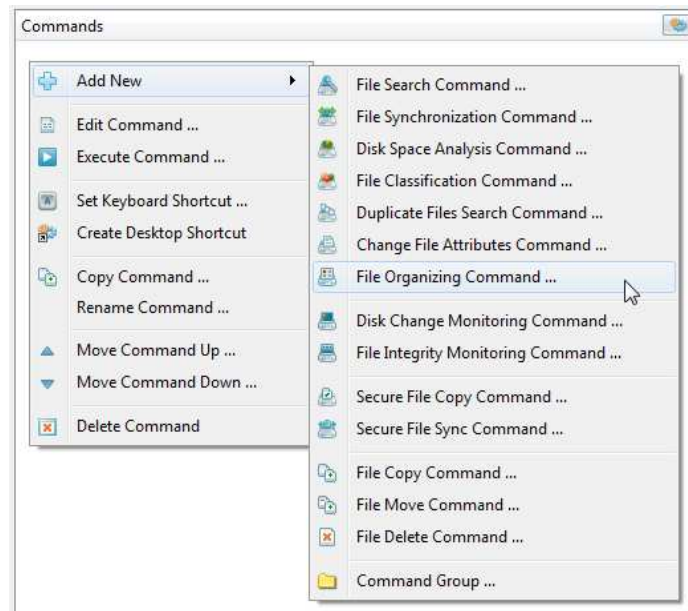 Commands
Add New
Edit Command ...
Execute Command ...
Set Keyboard Shortcut ...
Create Desktop Shortcut
Copy Command ...
Rename Command ...
Move Command Up ...
Move Command Down ...
Delete Command
File Search Command ...
File Synchronization Command ...
Disk Space Analysis Command ...
File Classification Command ...
Duplicate Files Search Command ...
Change File Attributes Command ...
File Organizing Command ...
Disk Change Monitoring Command ...
File Integrity Monitoring Command ...
Secure File Copy Command ...
Secure File Sync Command ...
File Copy Command ...
File Move Command ...
File Delete Command ...
Command Group ...